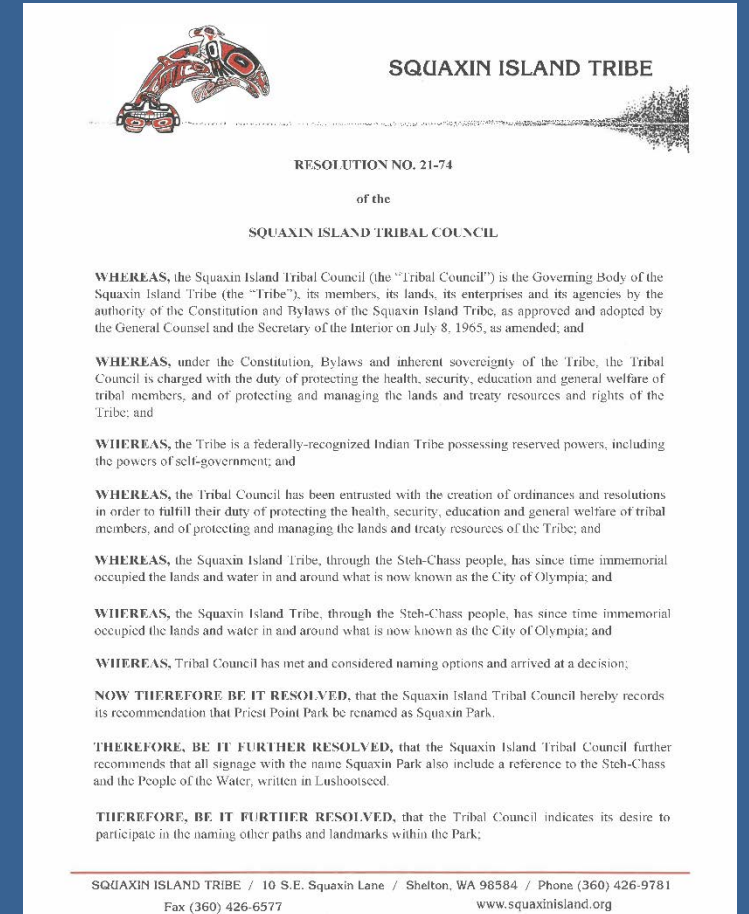 SQUAXIN ISLAND TRIBE
RESOLUTION NO. 21-74
of the
SQUAXIN ISLAND TRIBAL COUNCIL
WHEREAS, the Squaxin Island Tribal Council (the "Tribal Council") is the Governing Body of the
Squaxin Island Tribe (the "Tribe"), its members, its lands, its enterprises and its agencies by the
authority of the Constitution and Bylaws of the Squaxin Island Tribe, as approved and adopted by
the General Counsel and the Secretary of the Interior on July 8, 1965, as amended; and
WHEREAS, under the Constitution, Bylaws and inherent sovereignty of the Tribe, the Tribal
Council is charged with the duty of protecting the health, security, education and general welfare of
tribal members, and of protecting and managing the lands and treaty resources and rights of the
Tribe; and
WHEREAS, the Tribe is a federally-recognized Indian Tribe possessing reserved powers, including
the powers of self-government; and
WHEREAS, the Tribal Council has been entrusted with the creation of ordinances and resolutions
in order to fulfill their duty of protecting the health, security, education and general welfare of tribal
members, and of protecting and managing the lands and treaty resources of the Tribe; and
WHEREAS, the Squaxin Island Tribe, through the Steh-Chass people, has since time immemorial
occupied the lands and water in and around what is now known as the City of Olympia; and
WHEREAS, the Squaxin Island Tribe, through the Steh-Chass people, has since time immemorial
occupied the lands and water in and around what is now known as the City of Olympia; and
WHEREAS, Tribal Council has met and considered naming options and arrived at a decision;
NOW THEREFORE BE IT RESOLVED, that the Squaxin Island Tribal Council hereby records
its recommendation that Priest Point Park be renamed as Squaxin Park.
THEREFORE, BE IT FURTHER RESOLVED, that the Squaxin Island Tribal Council further
recommends that all signage with the name Squaxin Park also include a reference to the Steh-Chass
and the People of the Water, written in Lushootseed.
THEREFORE, BE IT FURTHER RESOLVED, that the Tribal Council indicates its desire to
participate in the naming other paths and landmarks within the Park;
SQUAXIN ISLAND TRIBE / 10 S.E. Squaxin Lane / Shelton, WA 98584 / Phone (360) 426-9781
Fax (360) 426-6577 www.squaxinisland.org